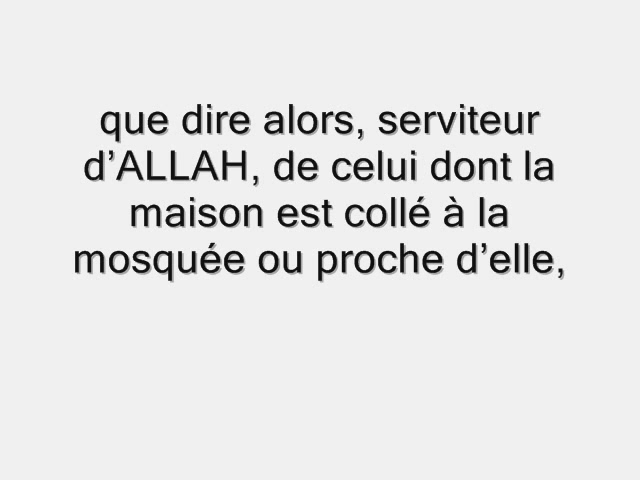 que dire alors, serviteur
d’ALLAH, de celui dont la
maison est collé à la
mosquée ou proche d’elle,